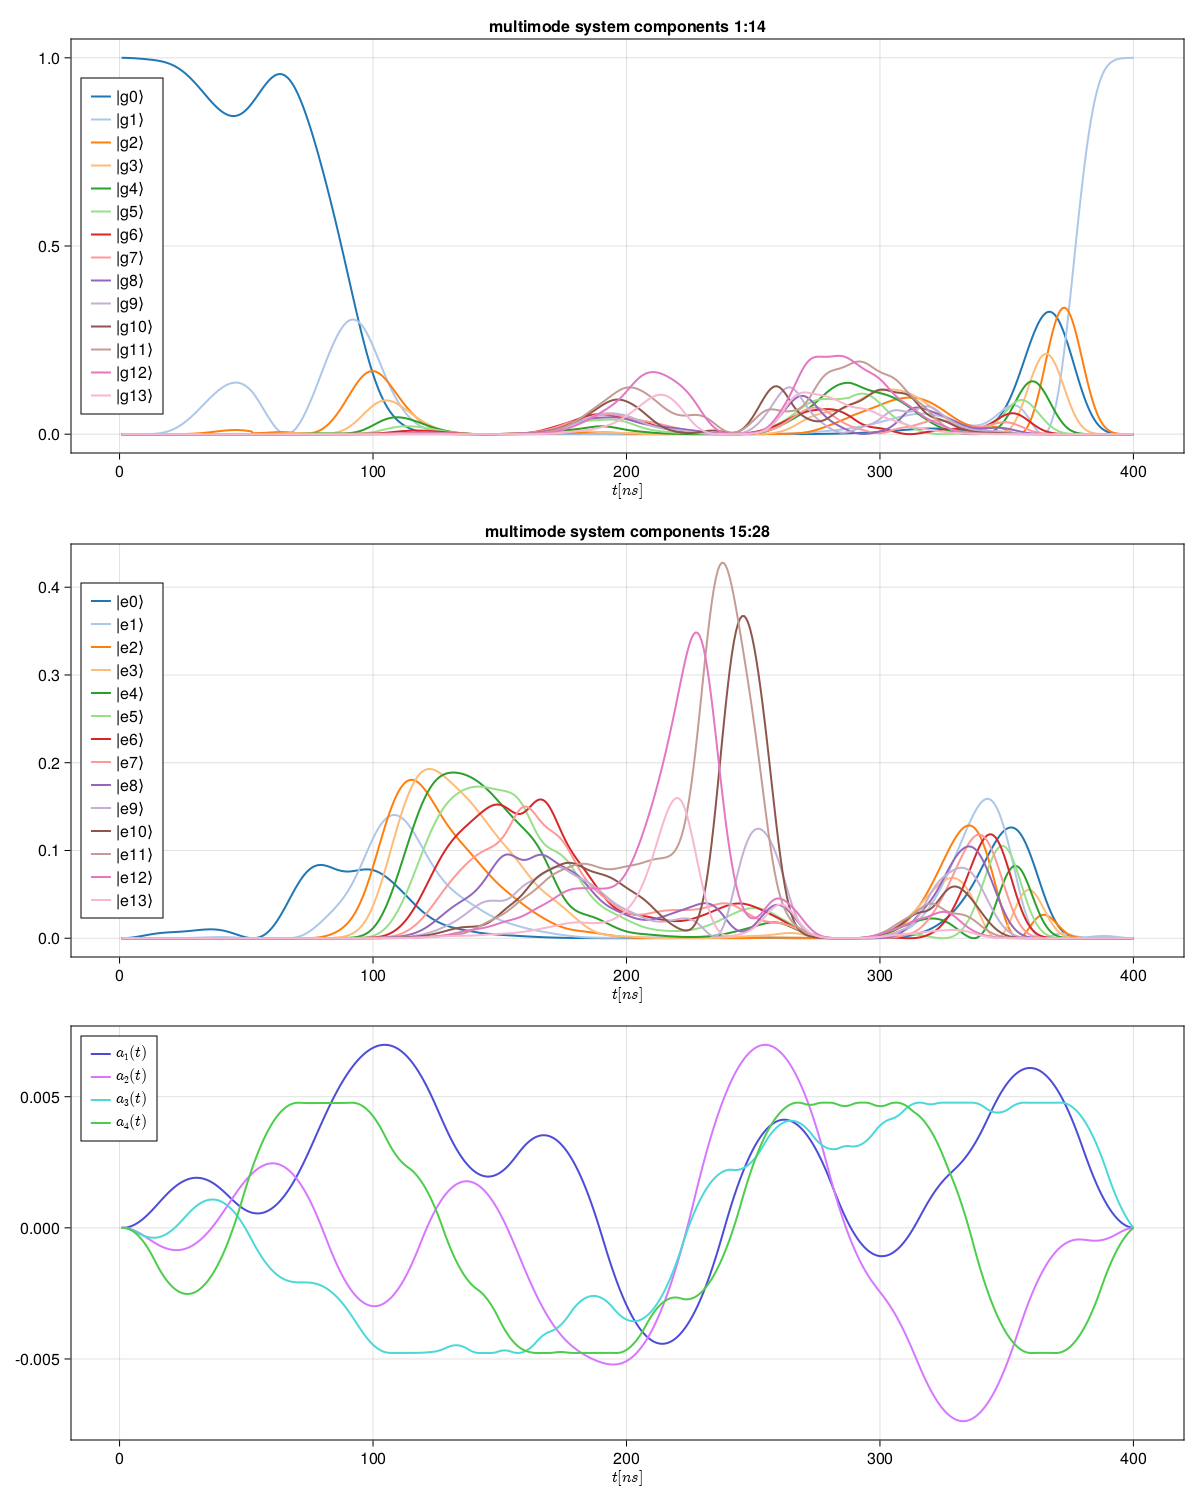 multimode system components 1:14
1.0
0.5
0.0
|g0⟩
|g1⟩
|g2⟩
|g3⟩
|g4⟩
|g5⟩
|g6⟩
|g7⟩
|g8⟩
|g9⟩
|g10⟩
|g11⟩
|g12⟩
|g13⟩
0 100 200 300 400
t[ns]
multimode system components 15:28
0.4
0.3
0.2
0.1
0.0
|e0⟩
|e1⟩
|e2⟩
|e3⟩
|e4⟩
|e5⟩
|e6⟩
|e7⟩
|e8⟩
|e9⟩
|e10⟩
|e11⟩
|e12⟩
|e13⟩
0 100 200 300 400
t[ns]
0.005
0.000
-0.005
a₁(t)
a₂(t)
a₃(t)
a₄(t)
0 100 200 300 400
t[ns]